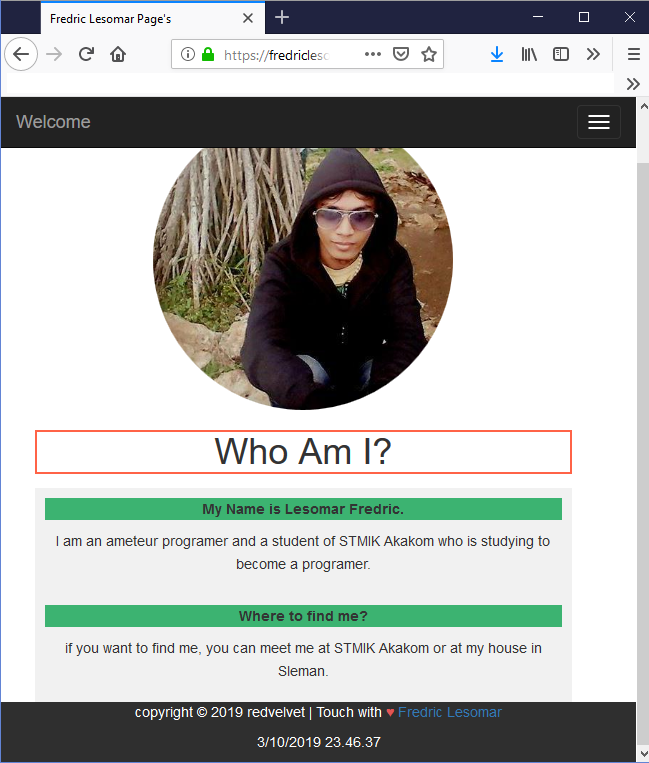 Fredric Lesomar Page's
https://fredriclesc
Welcome
Who Am I?
My Name is Lesomar Fredric.
I am an ameteur programer and a student of STMIK Akakom who is studying to
become a programer.
Where to find me?
if you want to find me, you can meet me at STMIK Akakom or at my house in
Sleman.
copyright © 2019 redvelvet | Touch with ♥ Fredric Lesomar
3/10/2019 23.46.37